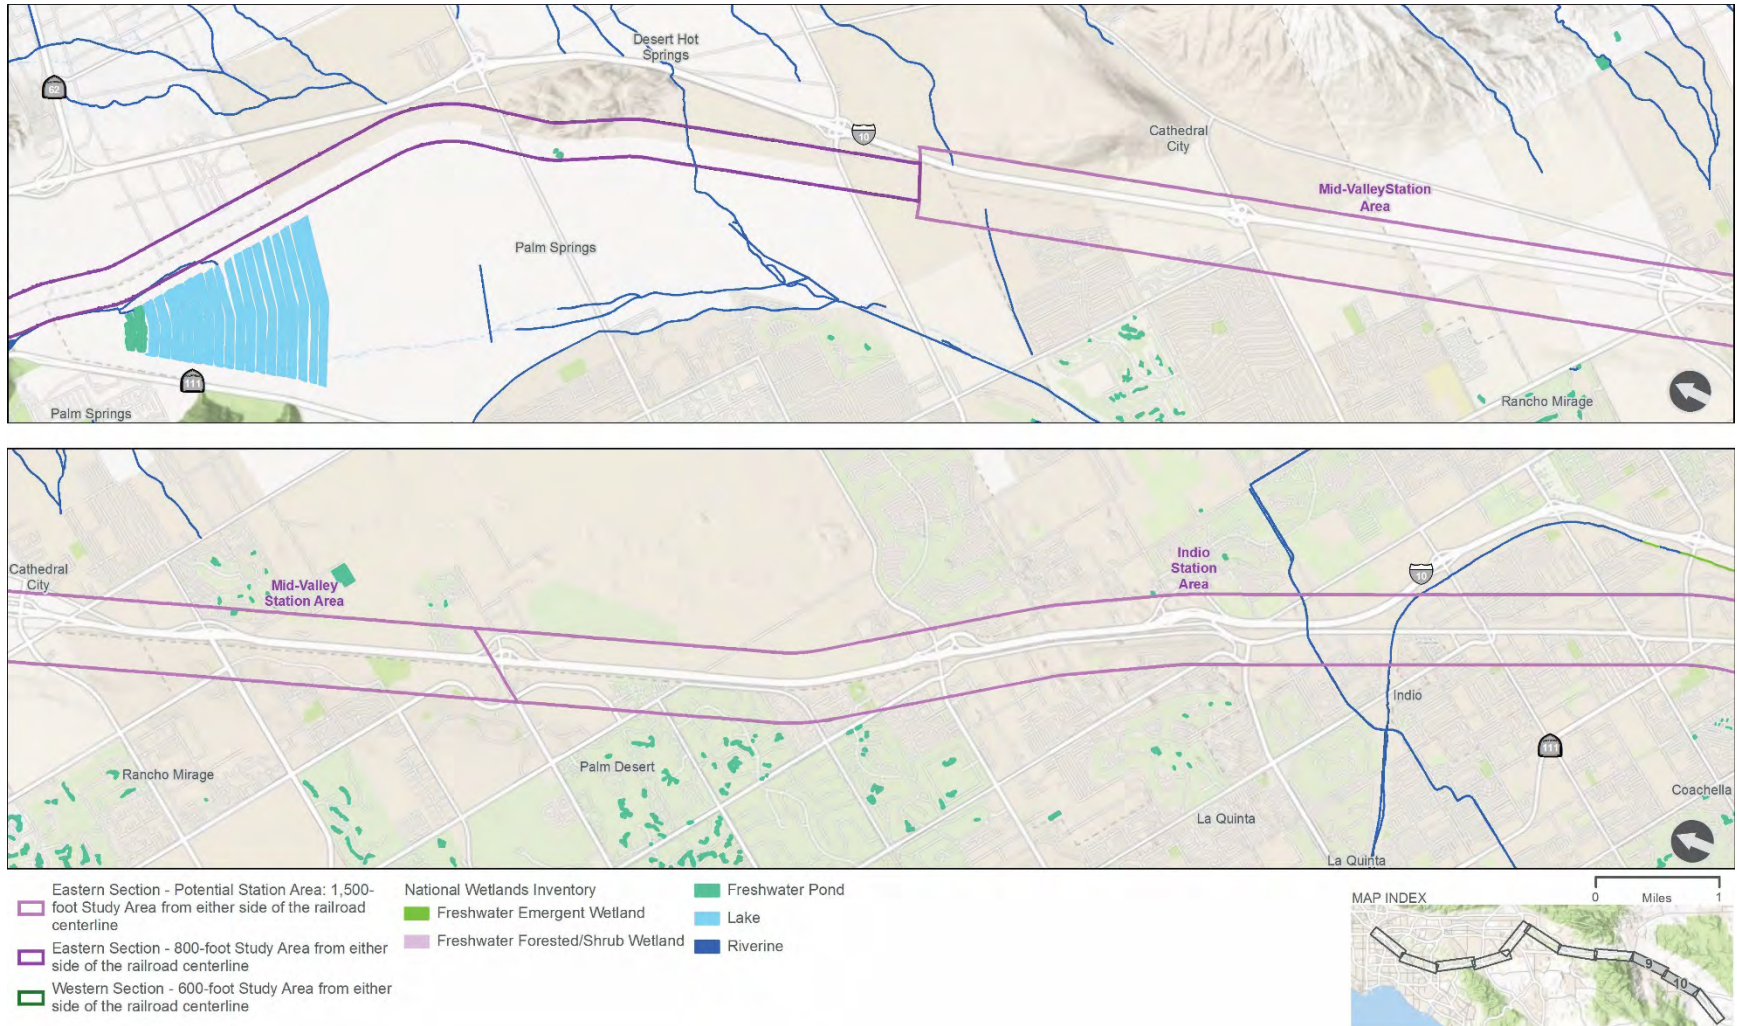 Desert Hot
Springs
62
10
Cathedral
City
Mid-ValleyStation
Area
Palm Springs
111
Palm Springs
Rancho Mirage
Cathedral
City
Mid-Valley
Station Area
Indio
Station
Area
10
Indio
111
Rancho Mirage
Palm Desert
Coachella
La Quinta
La Quinta
Eastern Section - Potential Station Area: 1,500-
foot Study Area from either side of the railroad
centerline
Eastern Section - 800-foot Study Area from either
side of the railroad centerline
Western Section - 600-foot Study Area from either
side of the railroad centerline
National Wetlands Inventory
Freshwater Emergent Wetland
Freshwater Forested/Shrub Wetland
Freshwater Pond
Lake
Riverine
0 Miles 1
MAP INDEX
9
10